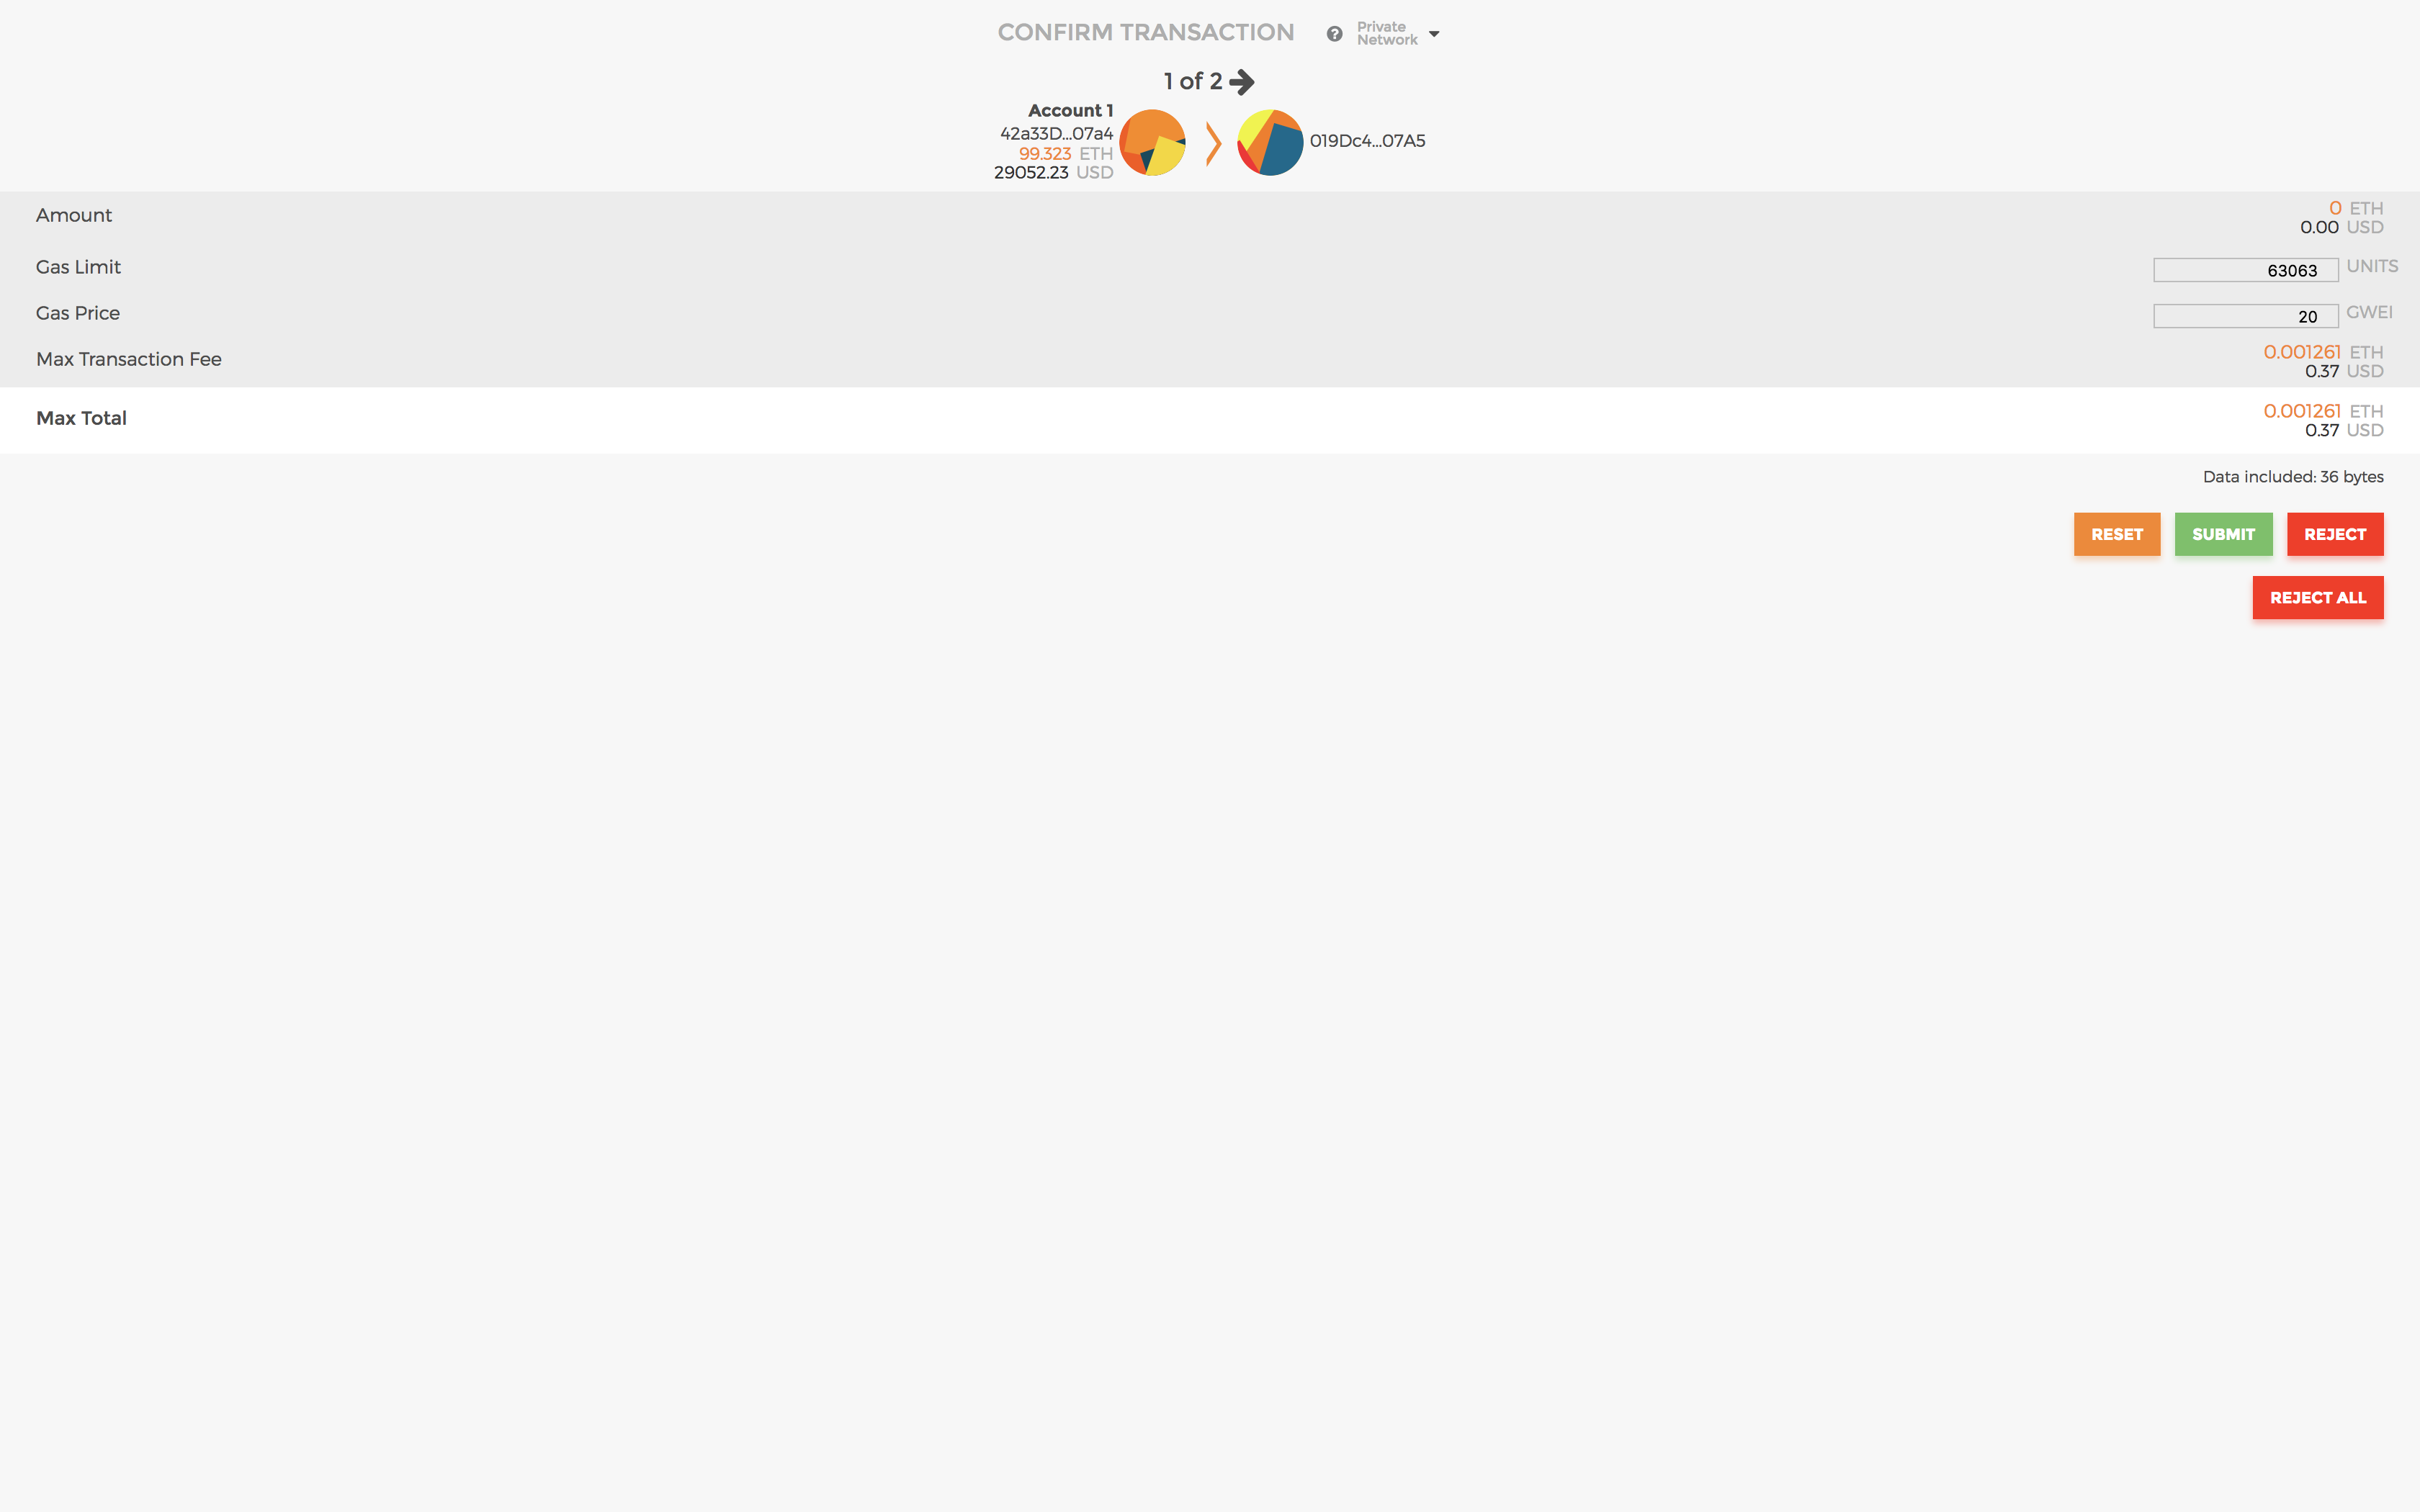 CONFIRM TRANSACTION
Private
Network
1 of 2
Account 1
42a33D...07a4
99.323 ETH
29052.23 USD
019Dc4...07A5
Amount
0 ETH
0.00 USD
Gas Limit
63063 UNITS
Gas Price
20 GWEI
Max Transaction Fee
0.001261 ETH
0.37 USD
Max Total
0.001261 ETH
0.37 USD
Data included: 36 bytes
RESET SUBMIT REJECT
REJECT ALL